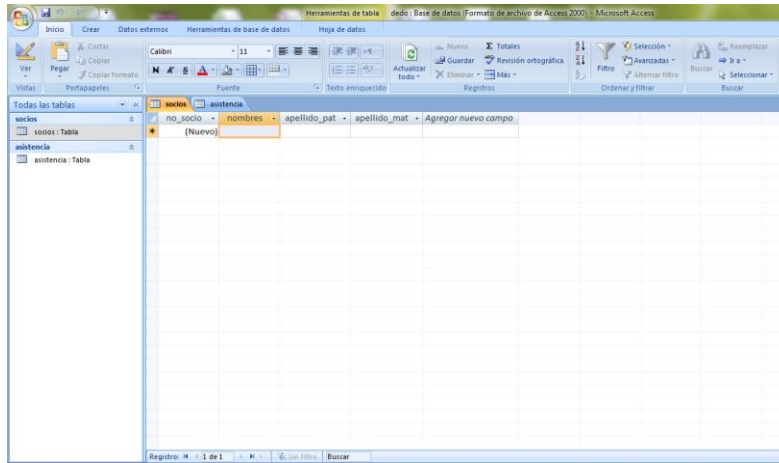 Herramientas de tabla dedo : Base de datos (Formato de archivo de Access 2000) - Microsoft Access
Inicio Crear Datos externos Herramientas de base de datos Hoja de datos
Ver
Pegar
Cortar
Copiar
Copiar formato
Calibri 11
N K S A
Actualizar todo
Nuevo
Guardar
Eliminar
Σ Totales
Revisión ortográfica
Más
Filtro
Selección
Avanzadas
Alternar filtro
Buscar
Reemplazar
Ir a
Seleccionar
Vistas Portapapeles Fuente Texto enriquecido Registros Ordenar y filtrar Buscar
Todas las tablas
socios
socios : Tabla
asistencia
asistencia : Tabla
socios asistencia
no_socio nombres apellido_pat apellido_mat Agregar nuevo campo
* (Nuevo)
Registro: 1 de 1 Sin filtro Buscar